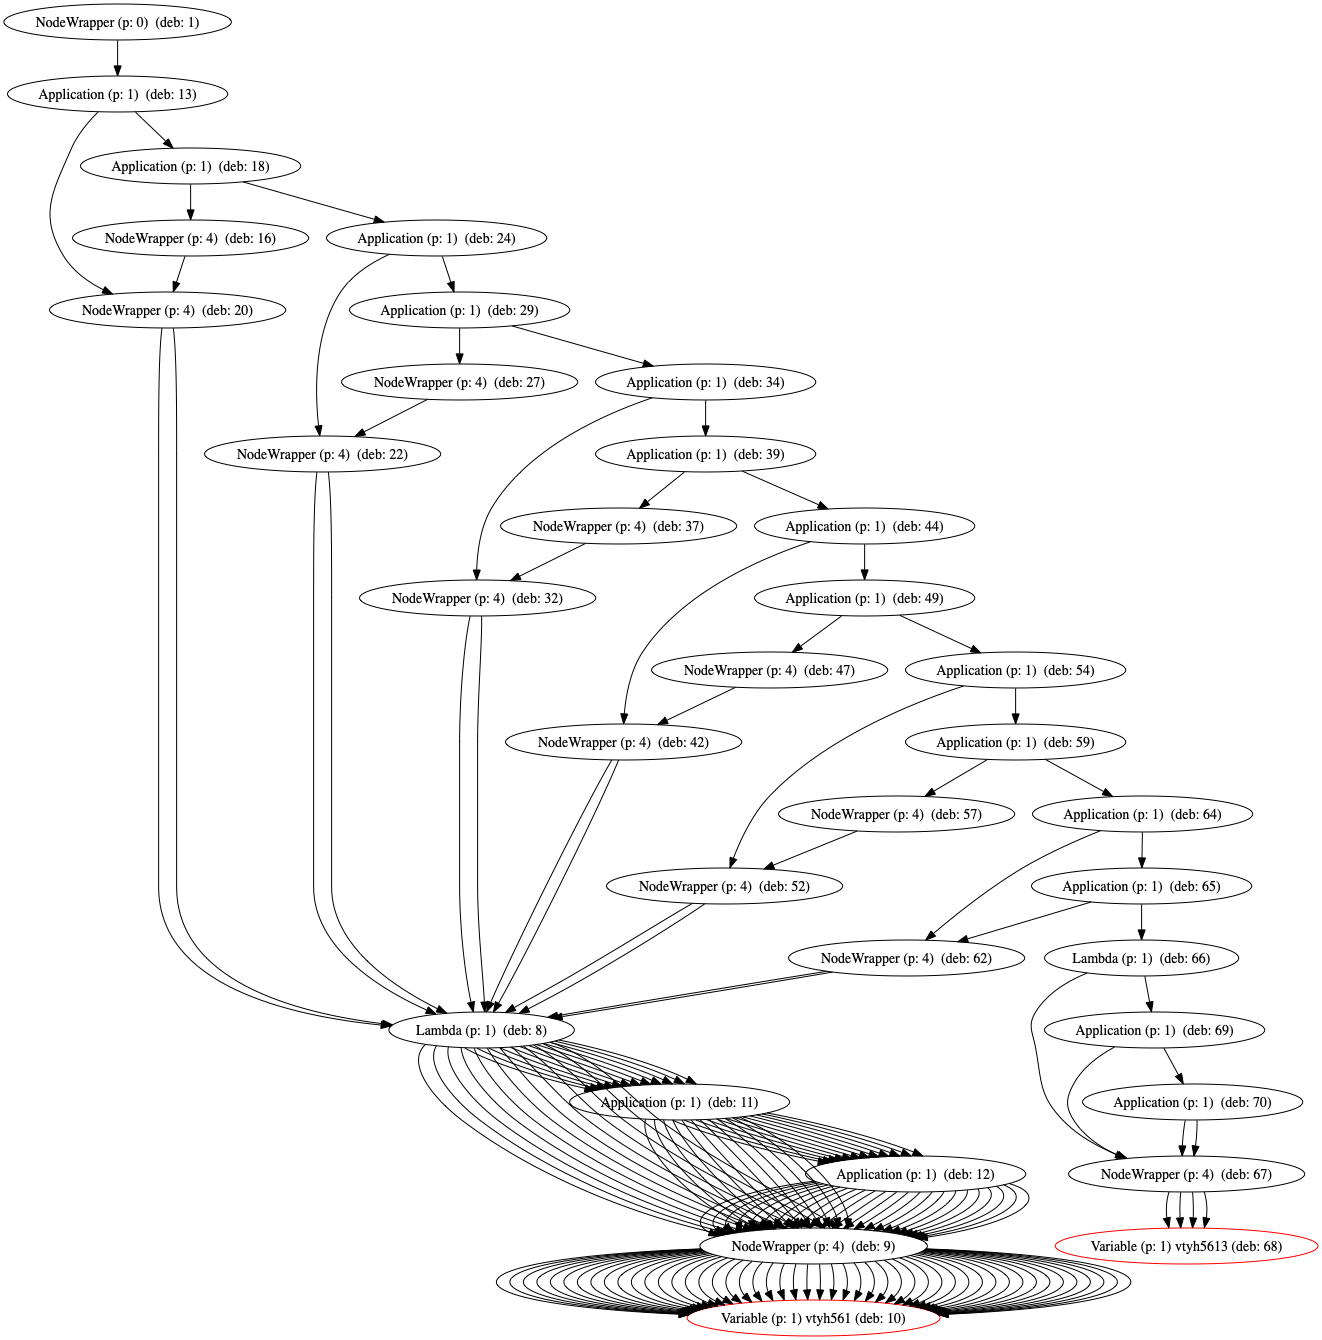 NodeWrapper (p: 0) (deb: 1)
Application (p: 1) (deb: 13)
Application (p: 1) (deb: 18)
NodeWrapper (p: 4) (deb: 16)
Application (p: 1) (deb: 24)
NodeWrapper (p: 4) (deb: 20)
Application (p: 1) (deb: 29)
NodeWrapper (p: 4) (deb: 27)
Application (p: 1) (deb: 34)
NodeWrapper (p: 4) (deb: 22)
Application (p: 1) (deb: 39)
NodeWrapper (p: 4) (deb: 37)
Application (p: 1) (deb: 44)
NodeWrapper (p: 4) (deb: 32)
Application (p: 1) (deb: 49)
NodeWrapper (p: 4) (deb: 47)
Application (p: 1) (deb: 54)
NodeWrapper (p: 4) (deb: 42)
Application (p: 1) (deb: 59)
NodeWrapper (p: 4) (deb: 57)
Application (p: 1) (deb: 64)
NodeWrapper (p: 4) (deb: 52)
Application (p: 1) (deb: 65)
NodeWrapper (p: 4) (deb: 62)
Lambda (p: 1) (deb: 66)
Lambda (p: 1) (deb: 8)
Application (p: 1) (deb: 69)
Application (p: 1) (deb: 11)
Application (p: 1) (deb: 70)
Application (p: 1) (deb: 12)
NodeWrapper (p: 4) (deb: 67)
NodeWrapper (p: 4) (deb: 9)
Variable (p: 1) vtyh5613 (deb: 68)
Variable (p: 1) vtyh561 (deb: 10)